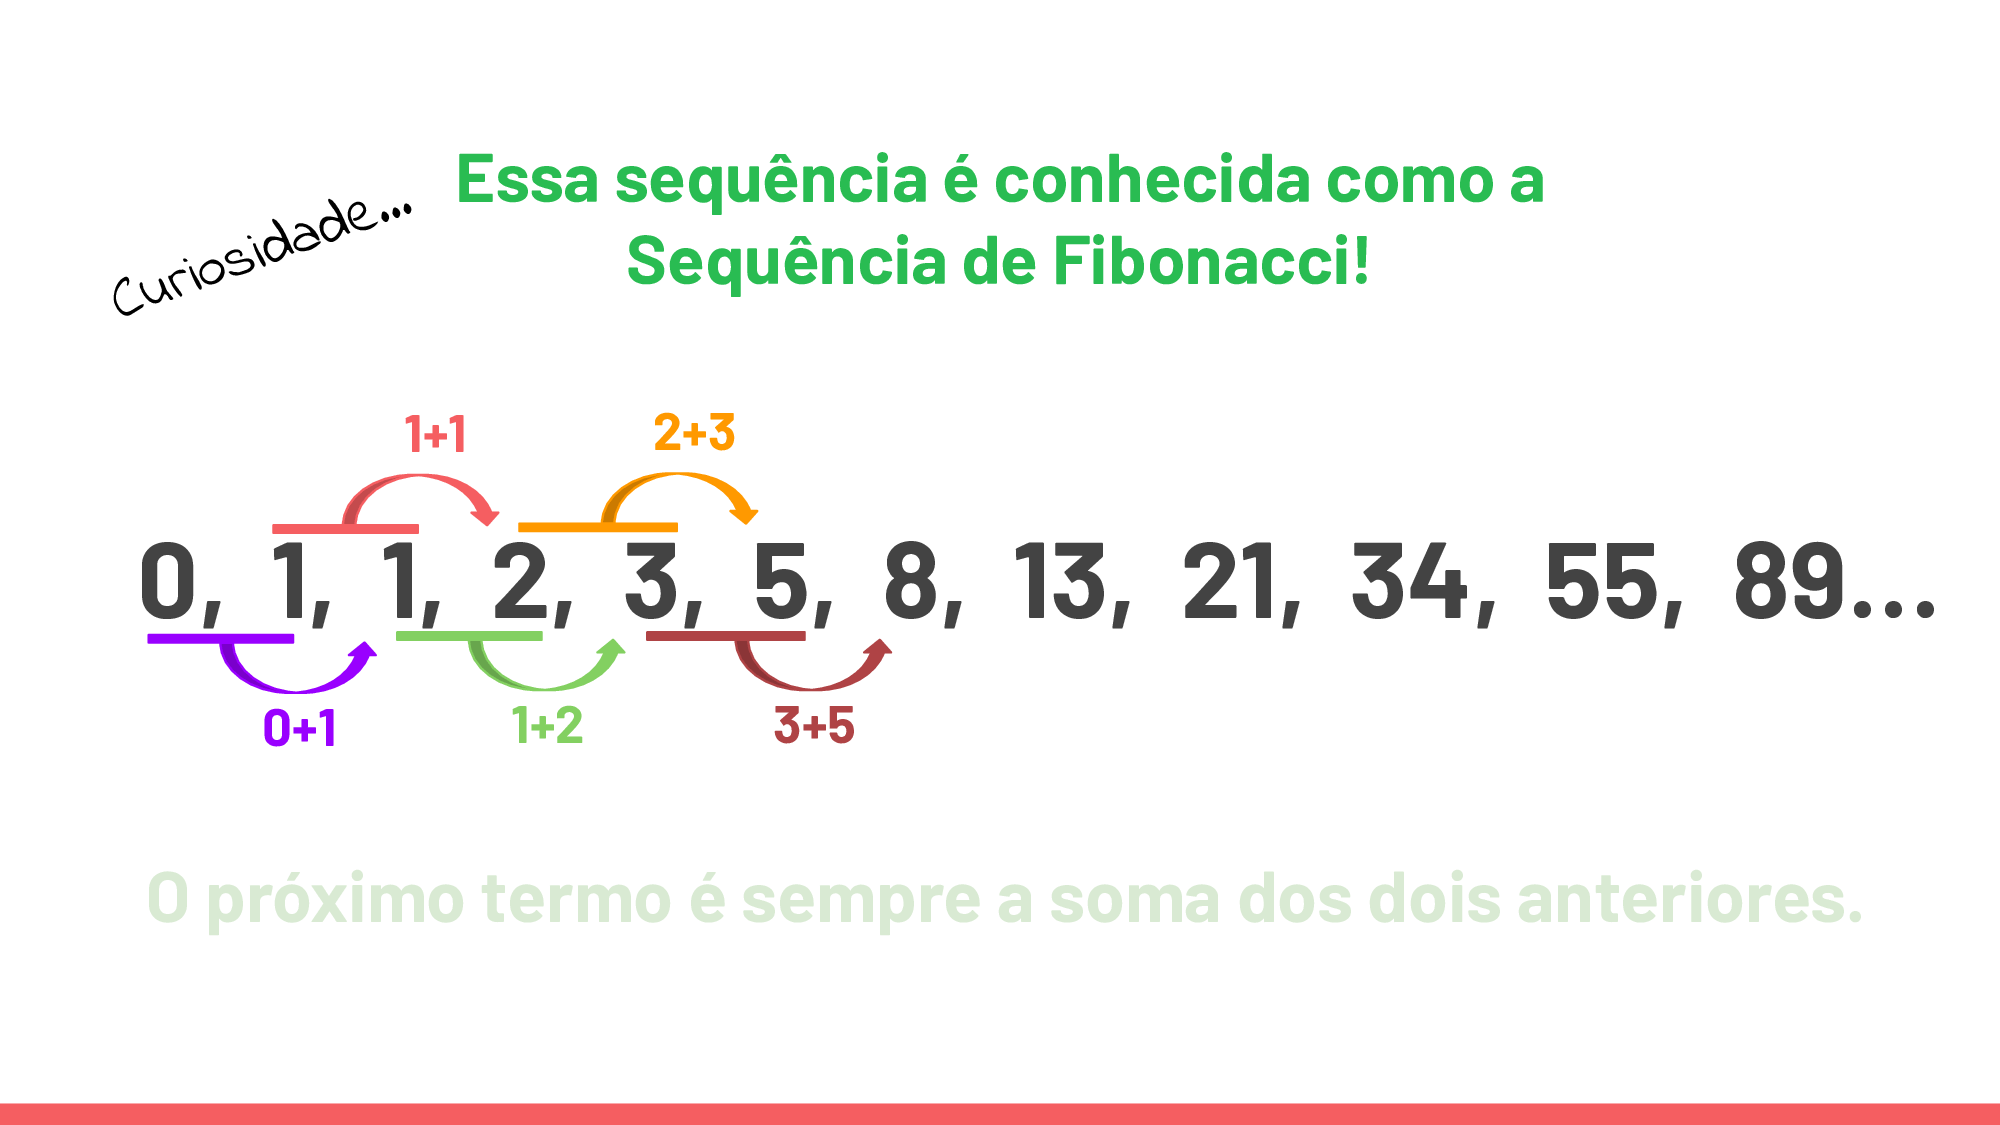 Curiosidade...
Essa sequência é conhecida como a
Sequência de Fibonacci!
1+1 2+3
0, 1, 1, 2, 3, 5, 8, 13, 21, 34, 55, 89...
0+1 1+2 3+5
O próximo termo é sempre a soma dos dois anteriores.